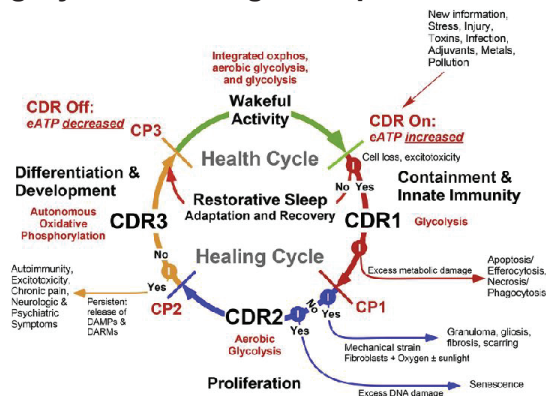 New information,
Stress, Injury,
Toxins, Infection,
Adjuvants, Metals,
Pollution
Integrated oxphos,
aerobic glycolysis,
and glycolysis
Wakeful
Activity
CDR Off:
eATP decreased
CP3
CDR On:
eATP increased
Health Cycle
Cell loss, excitotoxicity
No Yes
Differentiation &
Development
Containment &
Innate Immunity
Restorative Sleep
Adaptation and Recovery
Autonomous
Oxidative
Phosphorylation
CDR3
CDR1
Glycolysis
Healing Cycle
No
Yes
Excess metabolic damage
Apoptosis/
Efferocytosis,
Necrosis/
Phagocytosis
Autoimmunity,
Excitotoxicity,
Chronic pain,
Neurologic &
Psychiatric
Symptoms
Persistent
release of
DAMPs &
DARMs
CP2
CP1
CDR2
No
Yes
Yes
Aerobic
Glycolysis
Mechanical strain
Fibroblasts + Oxygen ± sunlight
Granuloma, gliosis,
fibrosis, scarring
Proliferation
Excess DNA damage
Senescence